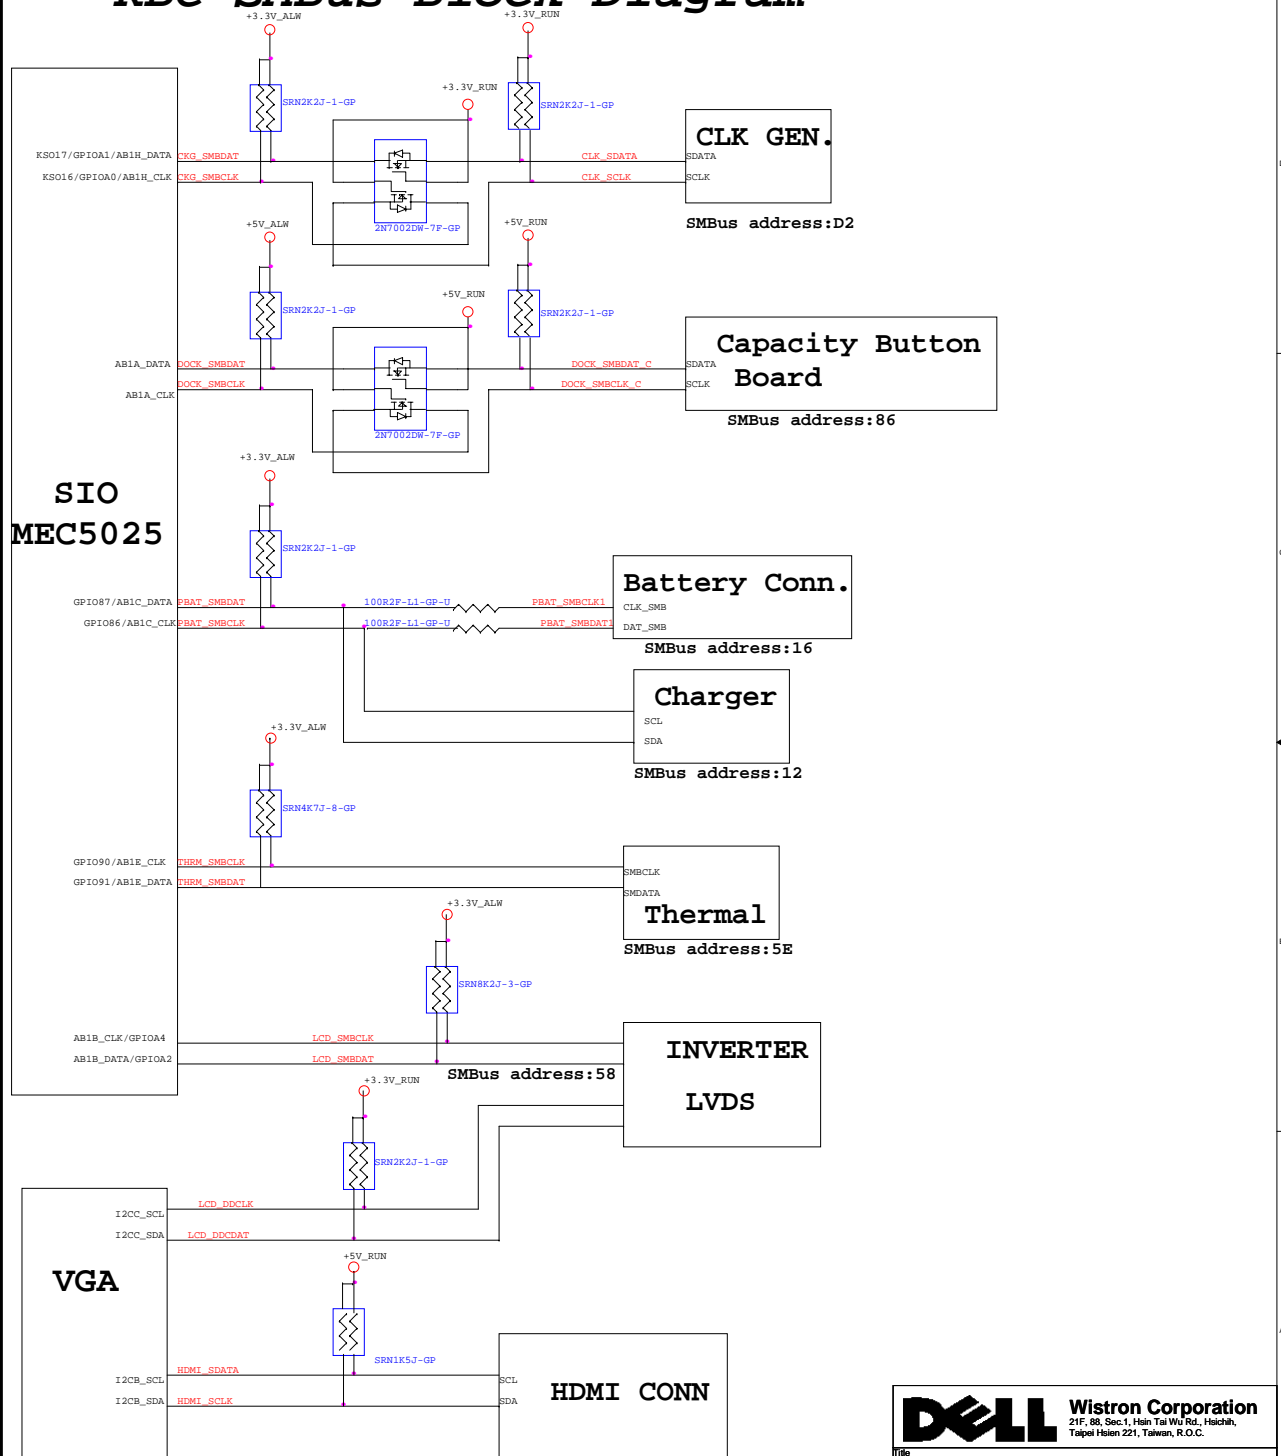 KBC SMBus Block Diagram
+3.3V_ALW
+3.3V_RUN
SRN2K2J-1-GP
+3.3V_RUN
SRN2K2J-1-GP
CLK GEN.
KSO17/GPIOA1/AB1H_DATA
CKG_SMBDAT
CLK_SDATA
SDATA
KSO16/GPIOA0/AB1H_CLK
CKG_SMBCLK
CLK_SCLK
SCLK
2N7002DW-7F-GP
SMBus address:D2
+5V_ALW
+5V_RUN
SRN2K2J-1-GP
+5V_RUN
SRN2K2J-1-GP
Capacity Button
Board
AB1A_DATA
DOCK_SMBDAT
DOCK_SMBDAT_C
SDATA
AB1A_CLK
DOCK_SMBCLK
DOCK_SMBCLK_C
SCLK
2N7002DW-7F-GP
SMBus address:86
+3.3V_ALW
SIO
MEC5025
SRN2K2J-1-GP
Battery Conn.
GPIO87/AB1C_DATA
PBAT_SMBDAT
100R2F-L1-GP-U
PBAT_SMBCLK1
CLK_SMB
GPIO86/AB1C_CLK
PBAT_SMBCLK
100R2F-L1-GP-U
PBAT_SMBDAT1
DAT_SMB
SMBus address:16
Charger
SCL
SDA
SMBus address:12
+3.3V_ALW
SRN4K7J-8-GP
GPIO90/AB1E_CLK
THRM_SMBCLK
SMBCLK
GPIO91/AB1E_DATA
THRM_SMBDAT
SMDATA
Thermal
SMBus address:5E
+3.3V_ALW
SRN8K2J-3-GP
AB1B_CLK/GPIOA4
LCD_SMBCLK
AB1B_DATA/GPIOA2
LCD_SMBDAT
INVERTER
SMBus address:58
LVDS
+3.3V_RUN
SRN2K2J-1-GP
I2CC_SCL
LCD_DDCLK
I2CC_SDA
LCD_DDCDAT
VGA
+5V_RUN
SRN1K5J-GP
I2CB_SCL
HDMI_SDATA
SCL
I2CB_SDA
HDMI_SCLK
SDA
HDMI CONN
DELL
Wistron Corporation
21F, 88, Sec.1, Hsin Tai Wu Rd., Hsichih,
Taipei Hsien 221, Taiwan, R.O.C.
Title